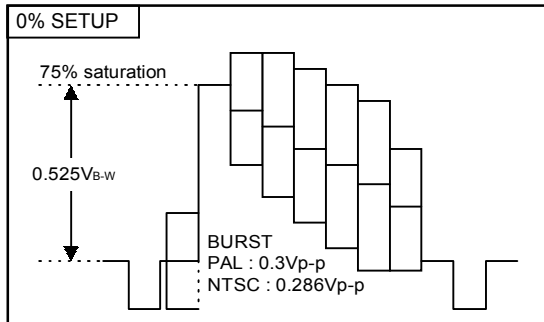 0% SETUP
75% saturation
0.525VB-W
BURST
PAL : 0.3Vp-p
NTSC : 0.286Vp-p